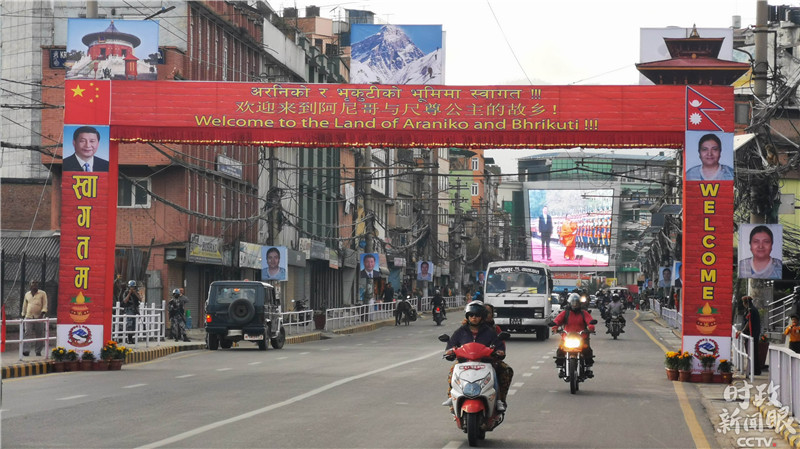 अरनिको र भृकुटीको भूमिमा स्वागत !!!
欢迎来到阿尼哥与尺尊公主的故乡!
Welcome to the Land of Araniko and Bhrikuti !!!
स्वागतम्
WELCOME
时政
新闻眼
CCTV